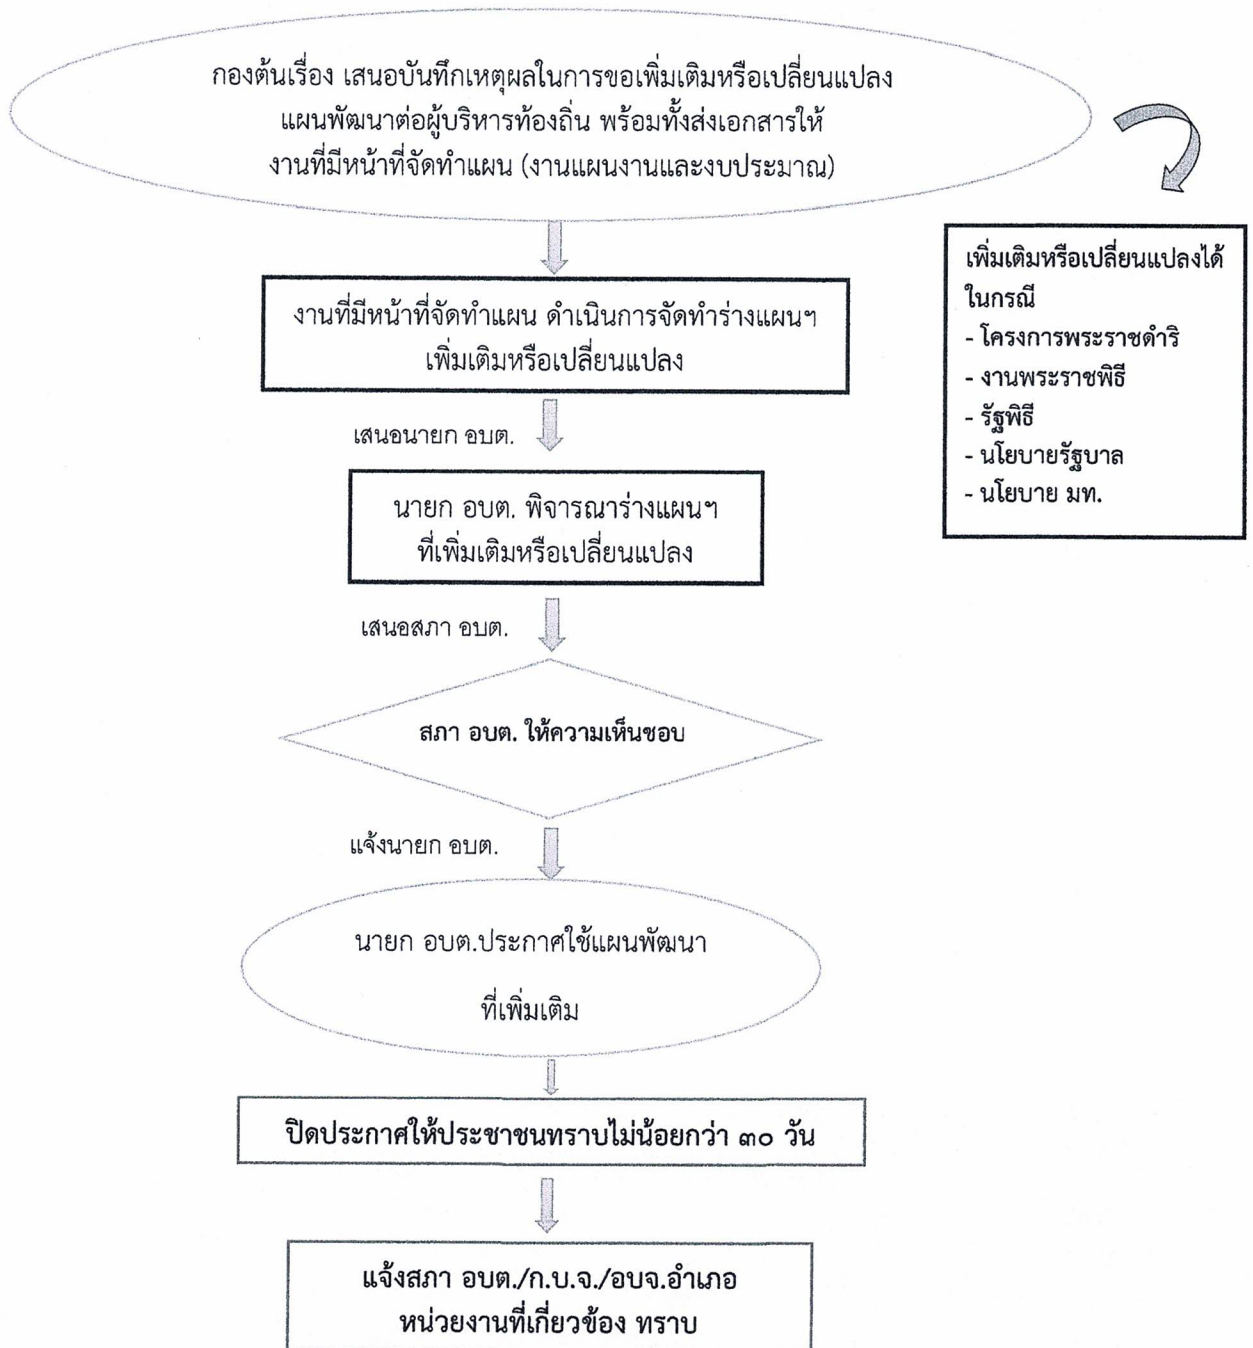 กองต้นเรื่อง เสนอบันทึกเหตุผลในการขอเพิ่มเติมหรือเปลี่ยนแปลง
แผนพัฒนาต่อผู้บริหารท้องถิ่น พร้อมทั้งส่งเอกสารให้
งานที่มีหน้าที่จัดทำแผน (งานแผนงานและงบประมาณ)
เพิ่มเติมหรือเปลี่ยนแปลงได้
ในกรณี
- โครงการพระราชดำริ
- งานพระราชพิธี
- รัฐพิธี
- นโยบายรัฐบาล
- นโยบาย มท.
งานที่มีหน้าที่จัดทำแผน ดำเนินการจัดทำร่างแผนฯ
เพิ่มเติมหรือเปลี่ยนแปลง
เสนอนายก อบต.
นายก อบต. พิจารณาร่างแผนฯ
ที่เพิ่มเติมหรือเปลี่ยนแปลง
เสนอสภา อบต.
สภา อบต. ให้ความเห็นชอบ
แจ้งนายก อบต.
นายก อบต.ประกาศใช้แผนพัฒนา
ที่เพิ่มเติม
ปิดประกาศให้ประชาชนทราบไม่น้อยกว่า ๓๐ วัน
แจ้งสภา อบต./ก.บ.จ./อบจ.อำเภอ
หน่วยงานที่เกี่ยวข้อง ทราบ